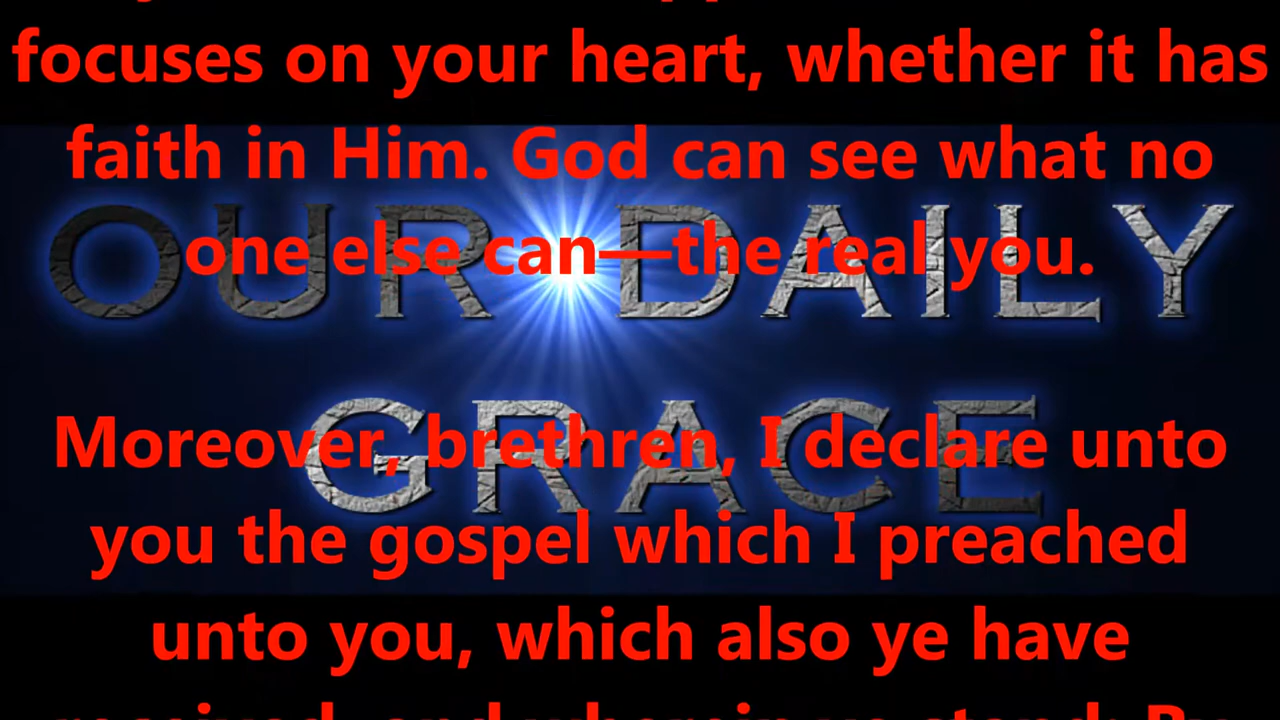 focuses on your heart, whether it has
faith in Him. God can see what no
OUR DAILY
one else can—the real you.
GRACE
Moreover, brethren, I declare unto
you the gospel which I preached
unto you, which also ye have